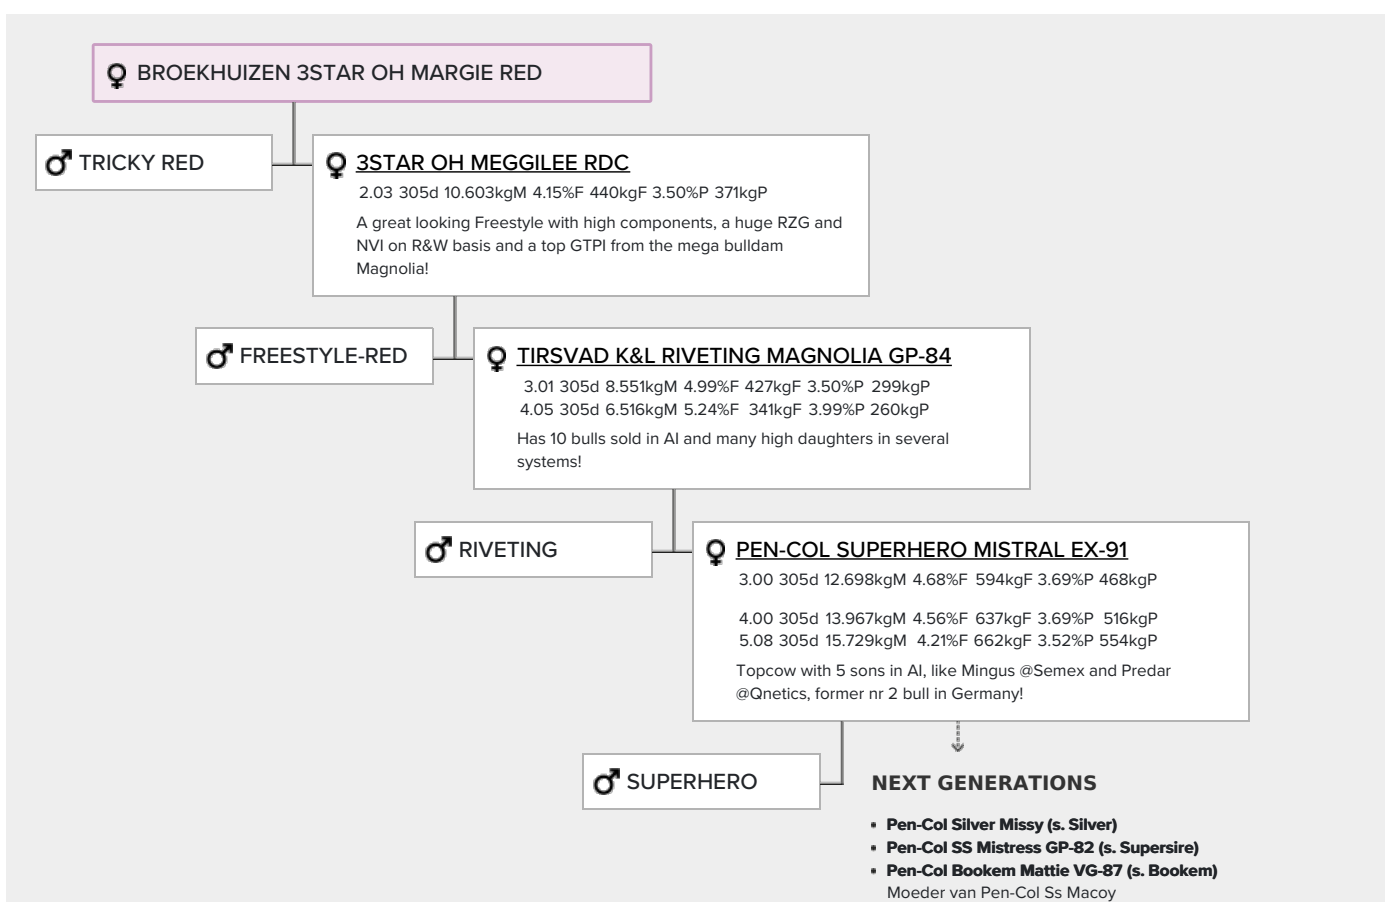 BROEKHUIZEN 3STAR OH MARGIE RED
TRICKY RED
3STAR OH MEGGILEE RDC
2.03 305d 10.603kgM 4.15%F 440kgF 3.50%P 371kgP
A great looking Freestyle with high components, a huge RZG and
NVI on R&W basis and a top GTPI from the mega bulldam
Magnolia!
FREESTYLE-RED
TIRSVAD K&L RIVETING MAGNOLIA GP-84
3.01 305d 8.551kgM 4.99%F 427kgF 3.50%P 299kgP
4.05 305d 6.516kgM 5.24%F 341kgF 3.99%P 260kgP
Has 10 bulls sold in AI and many high daughters in several
systems!
RIVETING
PEN-COL SUPERHERO MISTRAL EX-91
3.00 305d 12.698kgM 4.68%F 594kgF 3.69%P 468kgP
4.00 305d 13.967kgM 4.56%F 637kgF 3.69%P 516kgP
5.08 305d 15.729kgM 4.21%F 662kgF 3.52%P 554kgP
Topcow with 5 sons in AI, like Mingus @Semex and Predar
@Qnetics, former nr 2 bull in Germany!
SUPERHERO
NEXT GENERATIONS
• Pen-Col Silver Missy (s. Silver)
• Pen-Col SS Mistress GP-82 (s. Supersire)
• Pen-Col Bookem Mattie VG-87 (s. Bookem)
Moeder van Pen-Col Ss Macoy